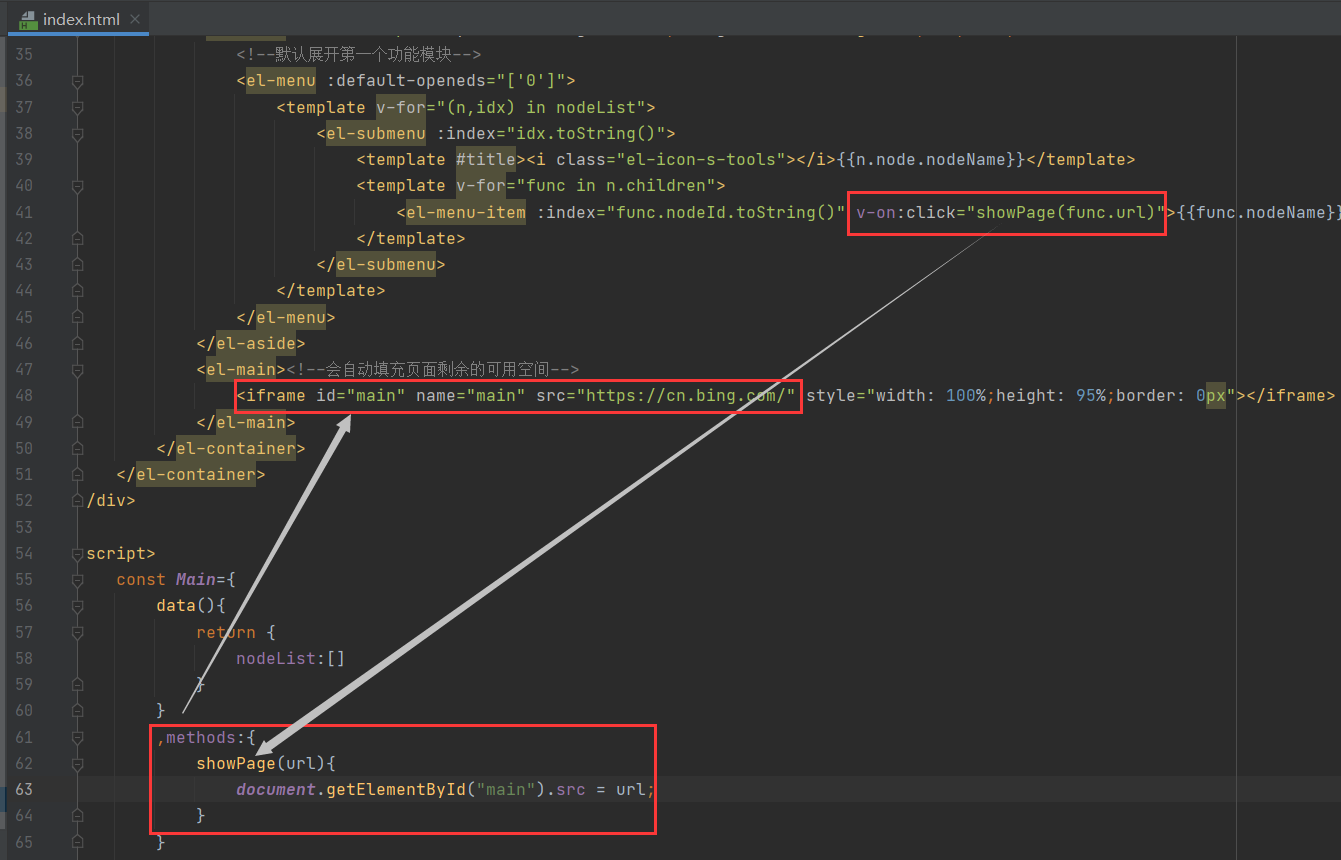 index.html
35 <!--默认展开第一个功能模块-->
36 <el-menu :default-openeds="['0']">
37 <template v-for="(n,idx) in nodeList">
38 <el-submenu :index="idx.toString()">
39 <template #title><i class="el-icon-s-tools"></i>{{n.node.nodeName}}</template>
40 <template v-for="func in n.children">
41 <el-menu-item :index="func.nodeId.toString()" v-on:click="showPage(func.url)">{{func.nodeName}}
42 </template>
43 </el-submenu>
44 </template>
45 </el-menu>
46 </el-aside>
47 <el-main><!--会自动填充页面剩余的可用空间-->
48 <iframe id="main" name="main" src="https://cn.bing.com/" style="width: 100%;height: 95%;border: 0px"></iframe>
49 </el-main>
50 </el-container>
51 </el-container>
52 /div>
53
54 script>
55 const Main={
56 data(){
57 return {
58 nodeList:[]
59 }
60 }
61 ,methods:{
62 showPage(url){
63 document.getElementById("main").src = url;
64 }
65 }